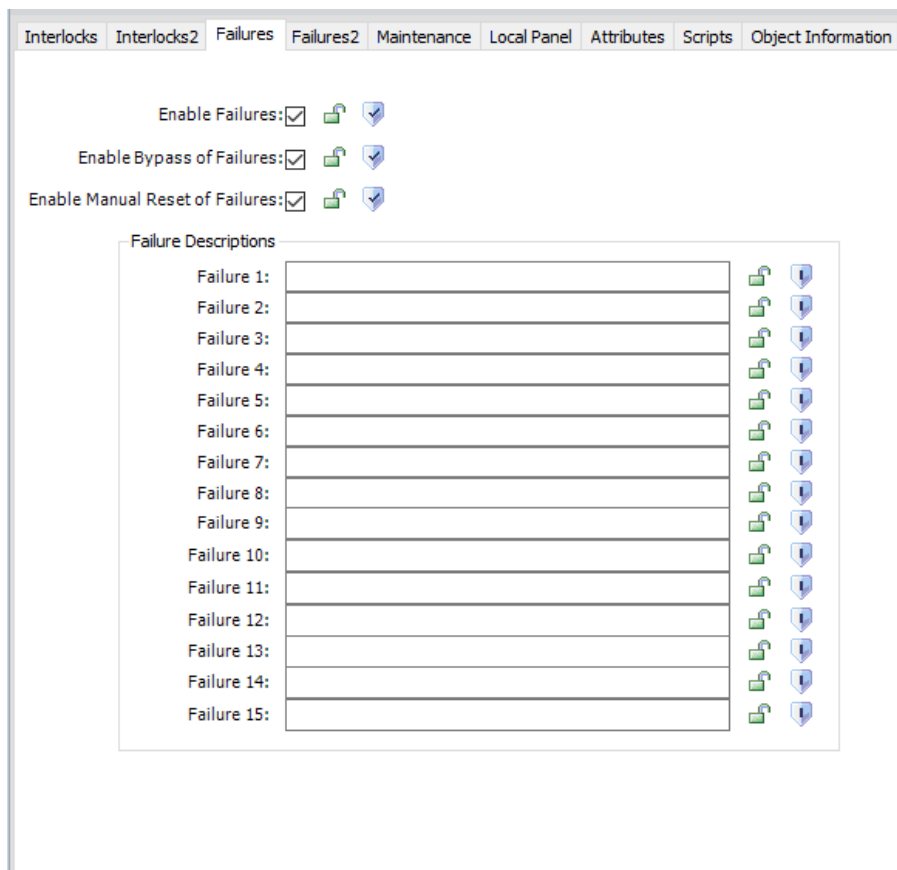 Interlocks Interlocks2 Failures Failures2 Maintenance Local Panel Attributes Scripts Object Information
Enable Failures:
Enable Bypass of Failures:
Enable Manual Reset of Failures:
Failure Descriptions
Failure 1:
Failure 2:
Failure 3:
Failure 4:
Failure 5:
Failure 6:
Failure 7:
Failure 8:
Failure 9:
Failure 10:
Failure 11:
Failure 12:
Failure 13:
Failure 14:
Failure 15: